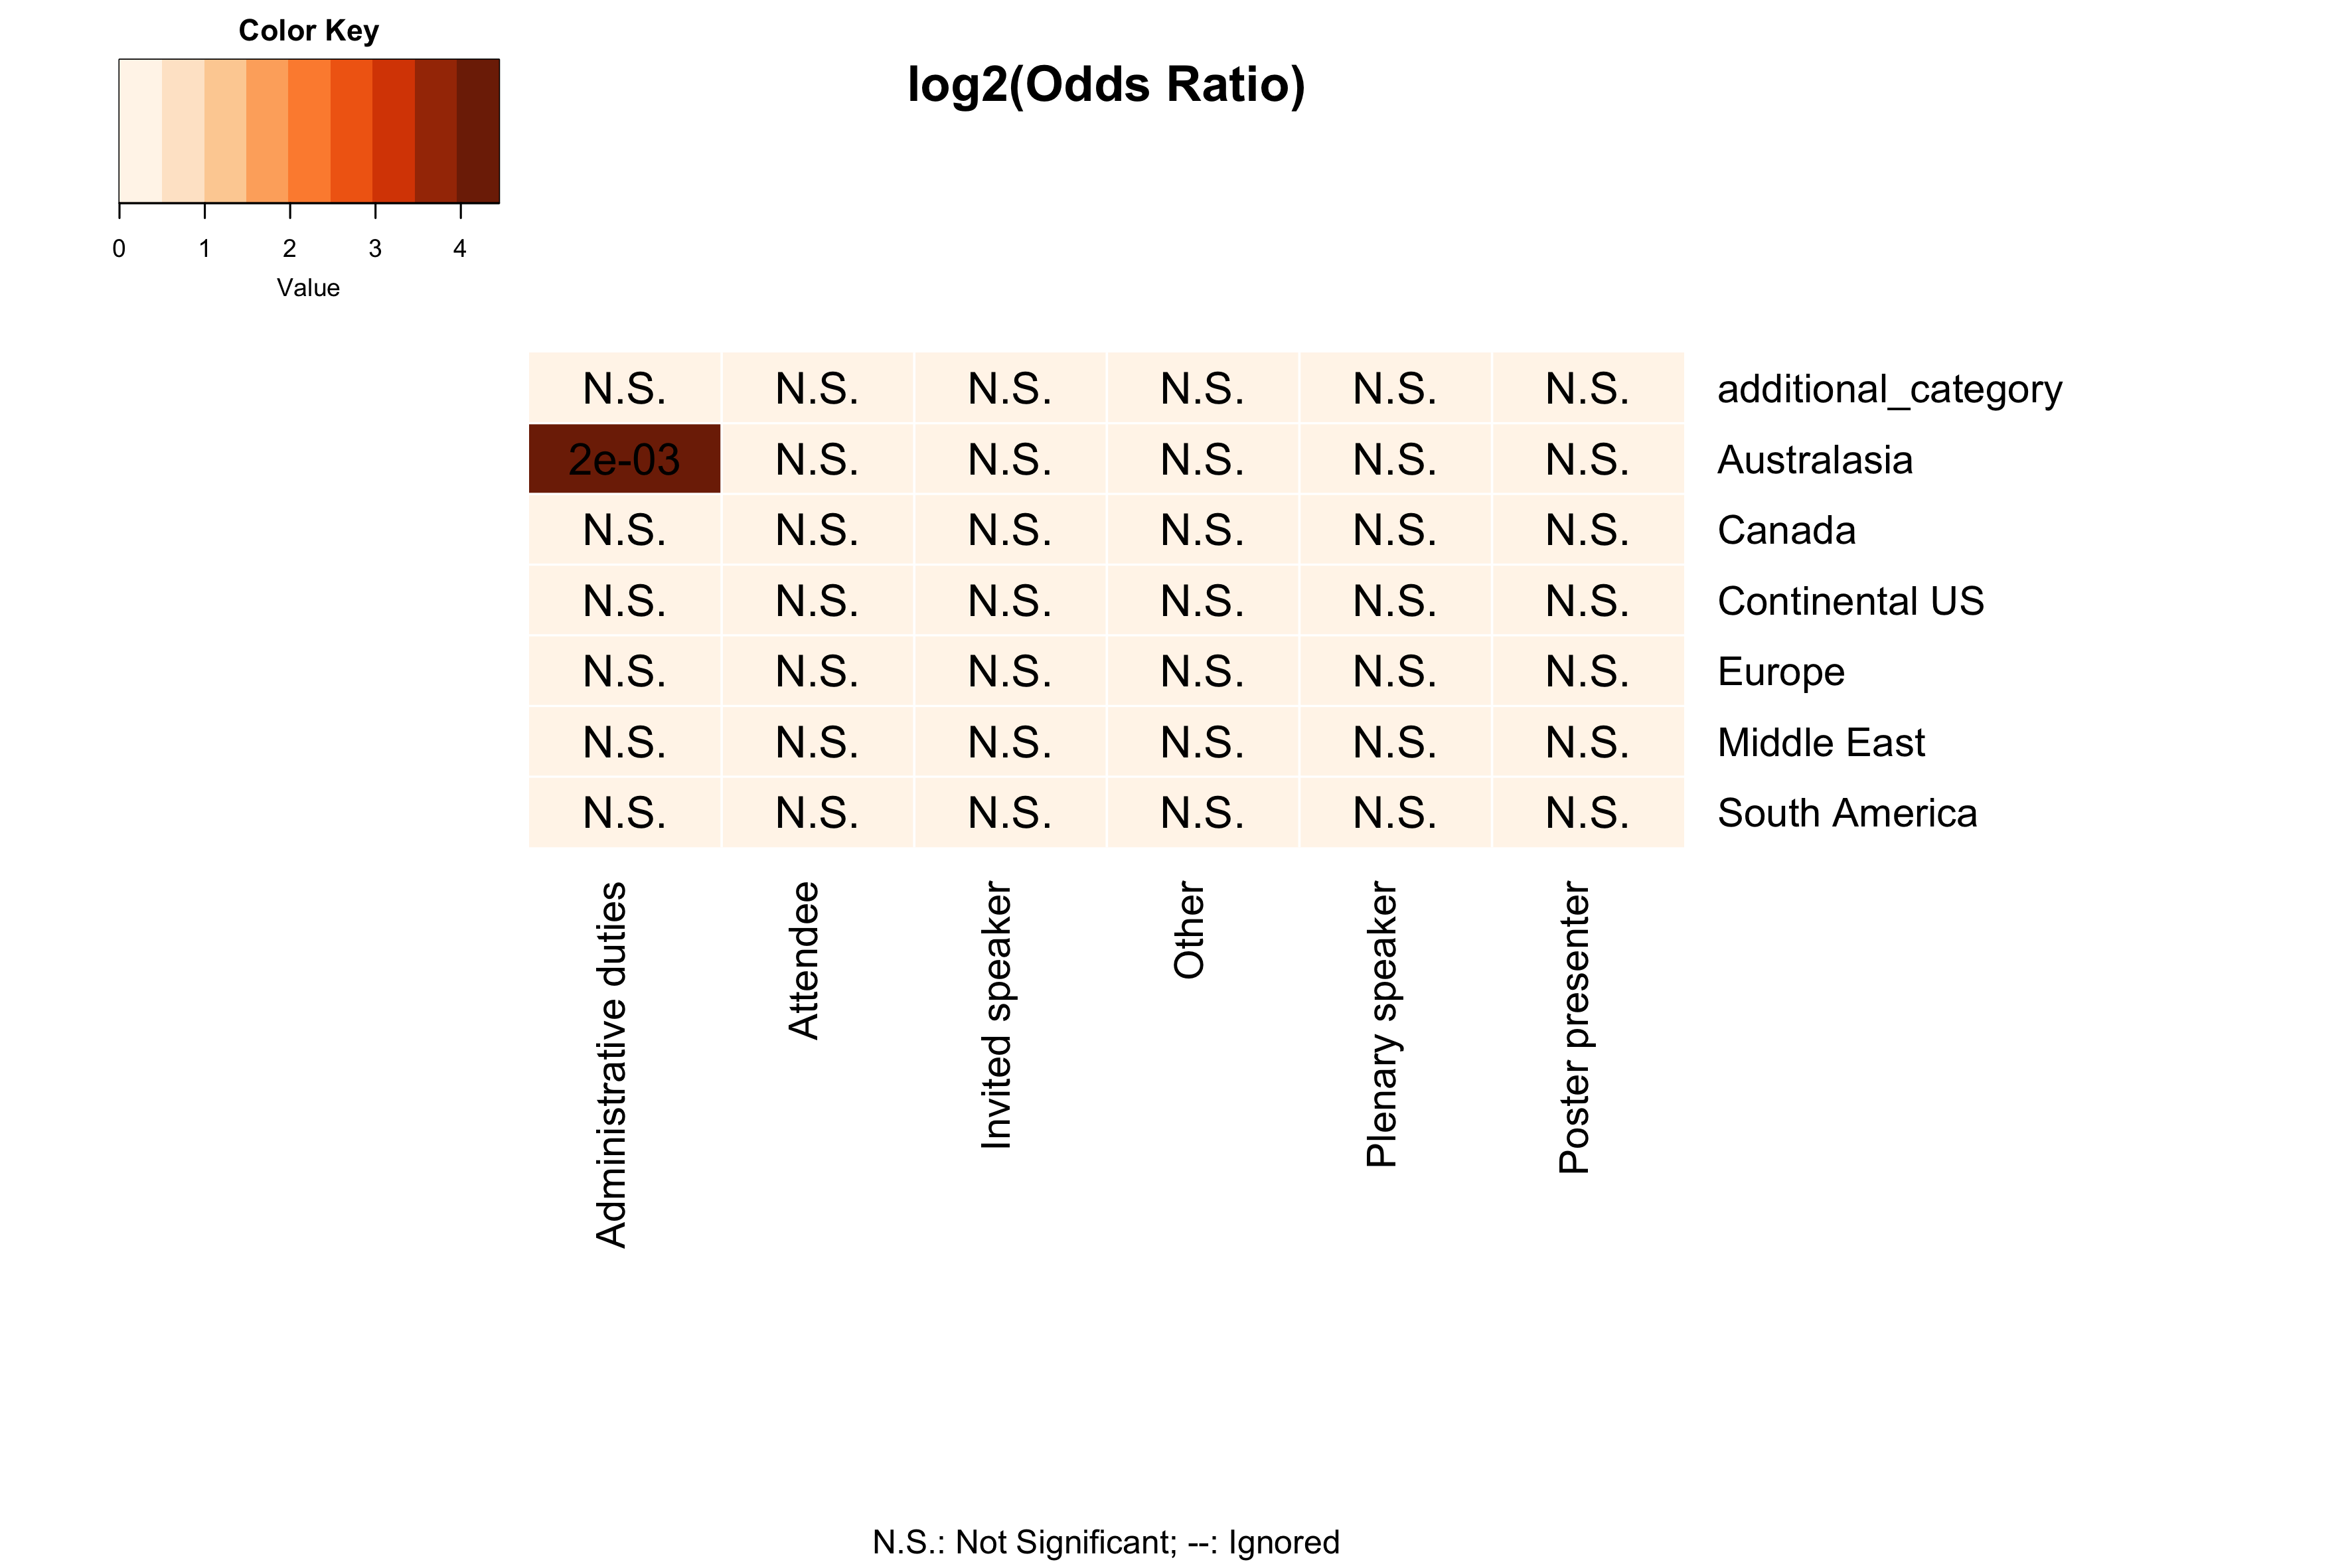 Color Key
log2(Odds Ratio)
0 1 2 3 4
Value
N.S. N.S. N.S. N.S. N.S. N.S. additional_category
2e-03 N.S. N.S. N.S. N.S. N.S. Australasia
N.S. N.S. N.S. N.S. N.S. N.S. Canada
N.S. N.S. N.S. N.S. N.S. N.S. Continental US
N.S. N.S. N.S. N.S. N.S. N.S. Europe
N.S. N.S. N.S. N.S. N.S. N.S. Middle East
N.S. N.S. N.S. N.S. N.S. N.S. South America
Administrative duties
Attendee
Invited speaker
Other
Plenary speaker
Poster presenter
N.S.: Not Significant; --: Ignored